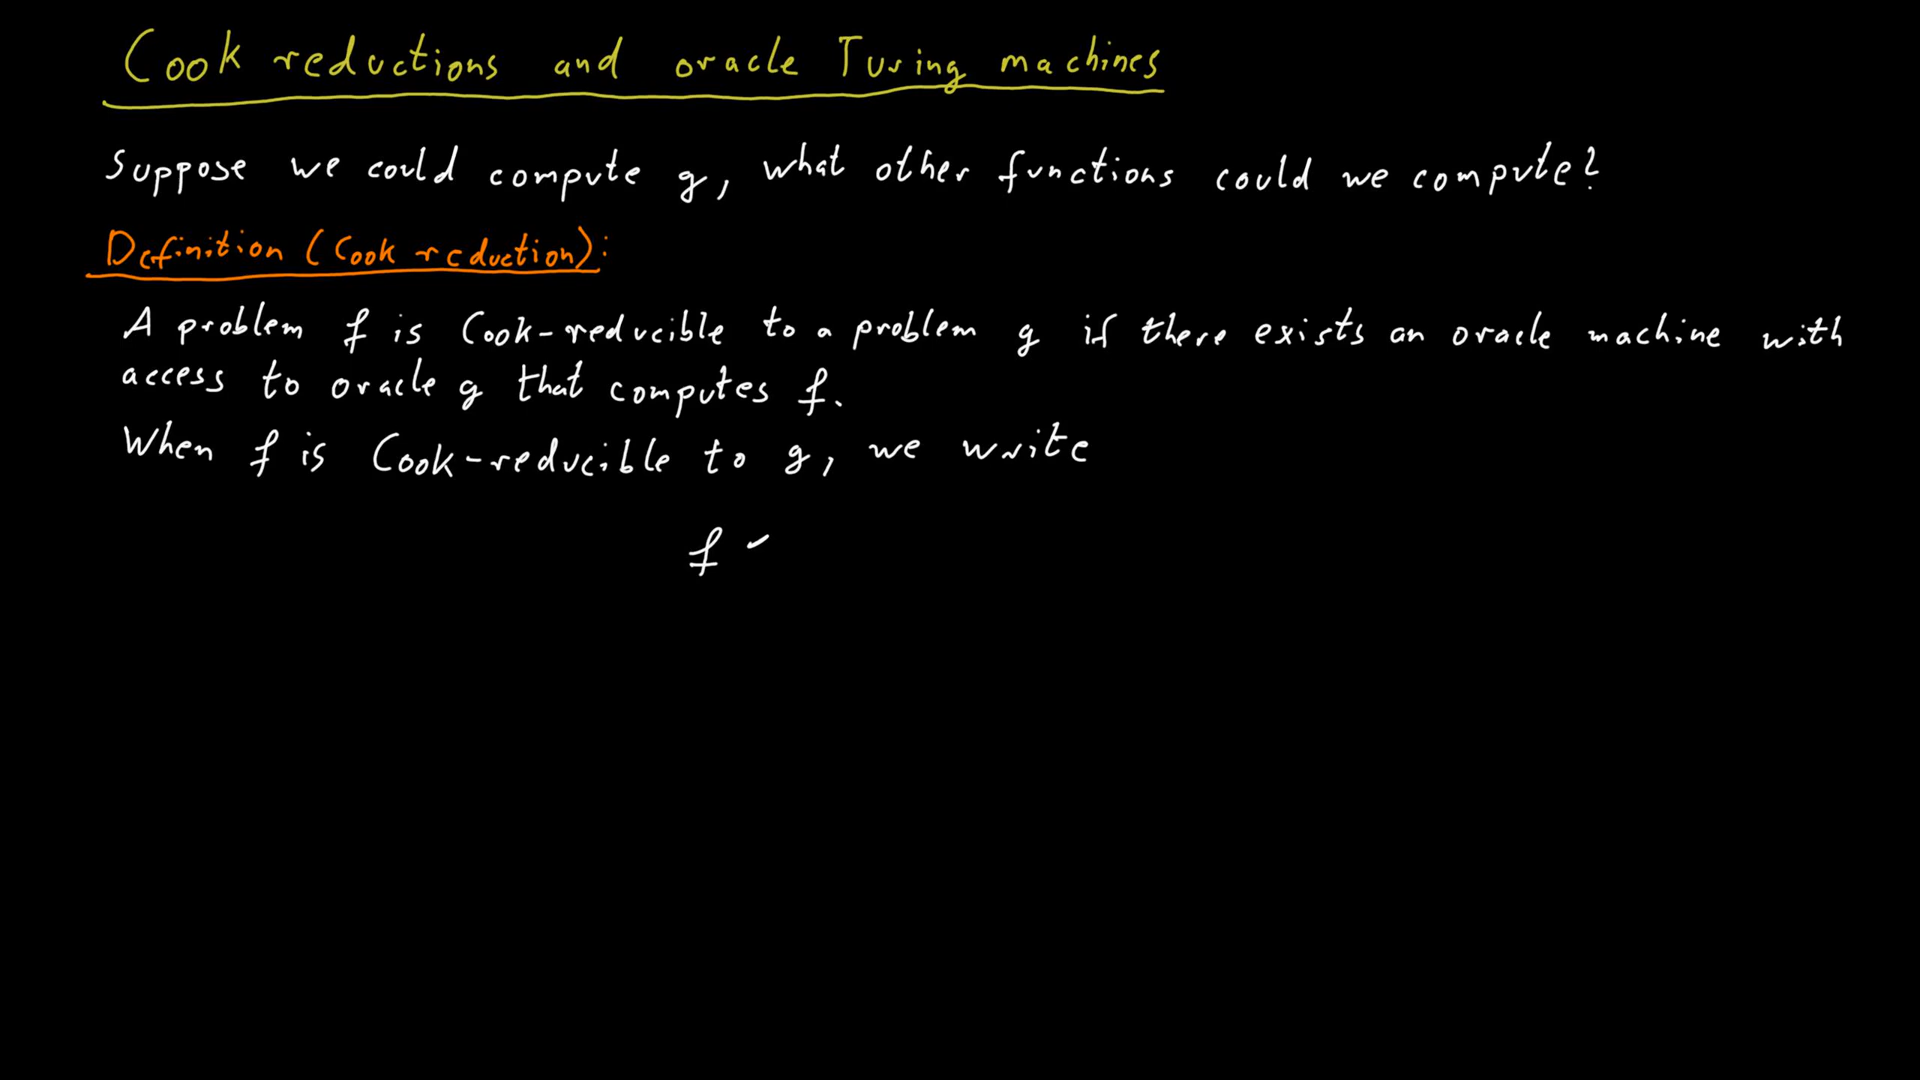 Cook reductions and oracle Turing machines
Suppose we could compute g, what other functions could we compute?
Definition (Cook reduction):
A problem f is Cook-reducible to a problem g if there exists an oracle machine with
access to oracle g that computes f.
When f is Cook-reducible to g, we write
f